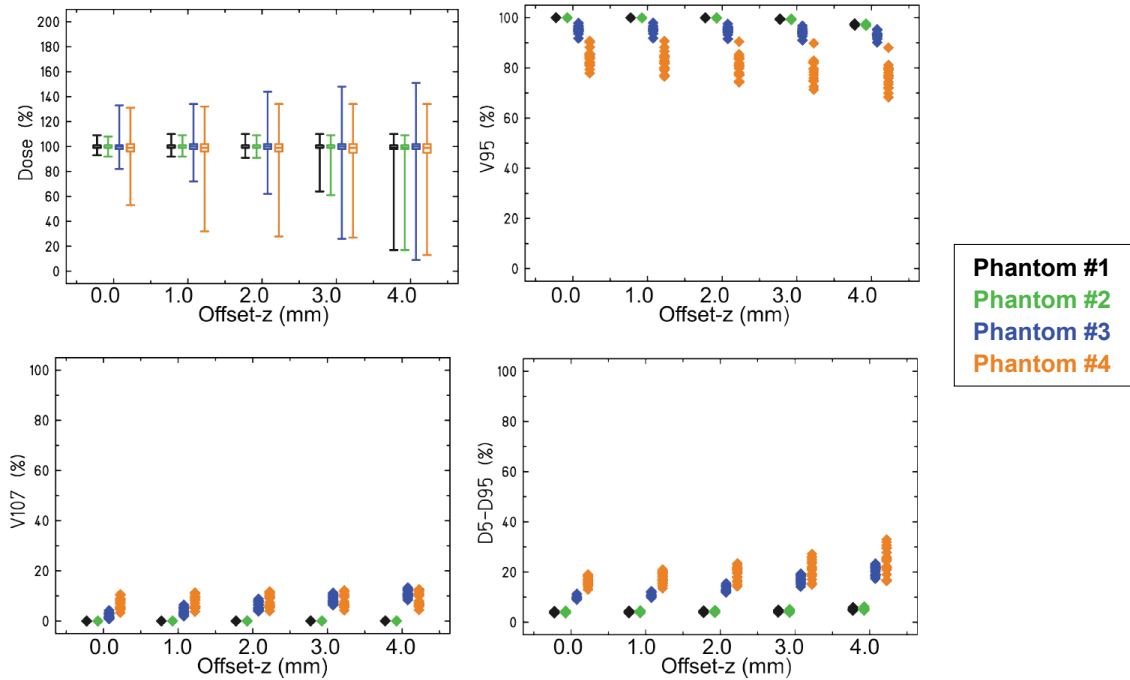 200
180
160
140
120
100
80
60
40
20
0
Dose (%)
0.0 1.0 2.0 3.0 4.0
Offset-z (mm)
100
80
60
40
20
0
V95 (%)
0.0 1.0 2.0 3.0 4.0
Offset-z (mm)
Phantom #1
Phantom #2
Phantom #3
Phantom #4
100
80
60
40
20
0
V107 (%)
0.0 1.0 2.0 3.0 4.0
Offset-z (mm)
100
80
60
40
20
0
D5-D95 (%)
0.0 1.0 2.0 3.0 4.0
Offset-z (mm)